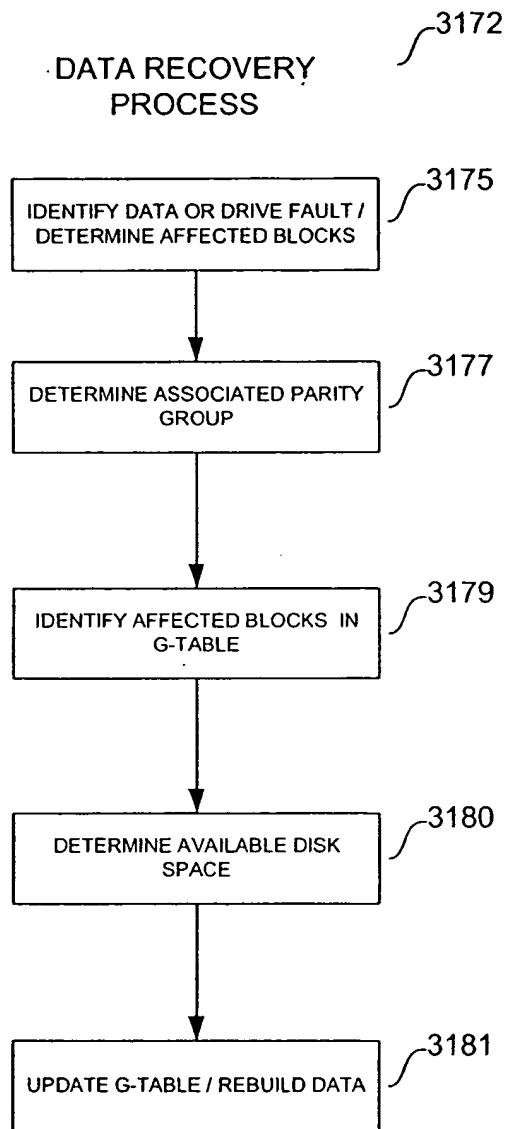 3172
DATA RECOVERY
PROCESS
3175
IDENTIFY DATA OR DRIVE FAULT /
DETERMINE AFFECTED BLOCKS
3177
DETERMINE ASSOCIATED PARITY
GROUP
3179
IDENTIFY AFFECTED BLOCKS IN
G-TABLE
3180
DETERMINE AVAILABLE DISK
SPACE
3181
UPDATE G-TABLE / REBUILD DATA